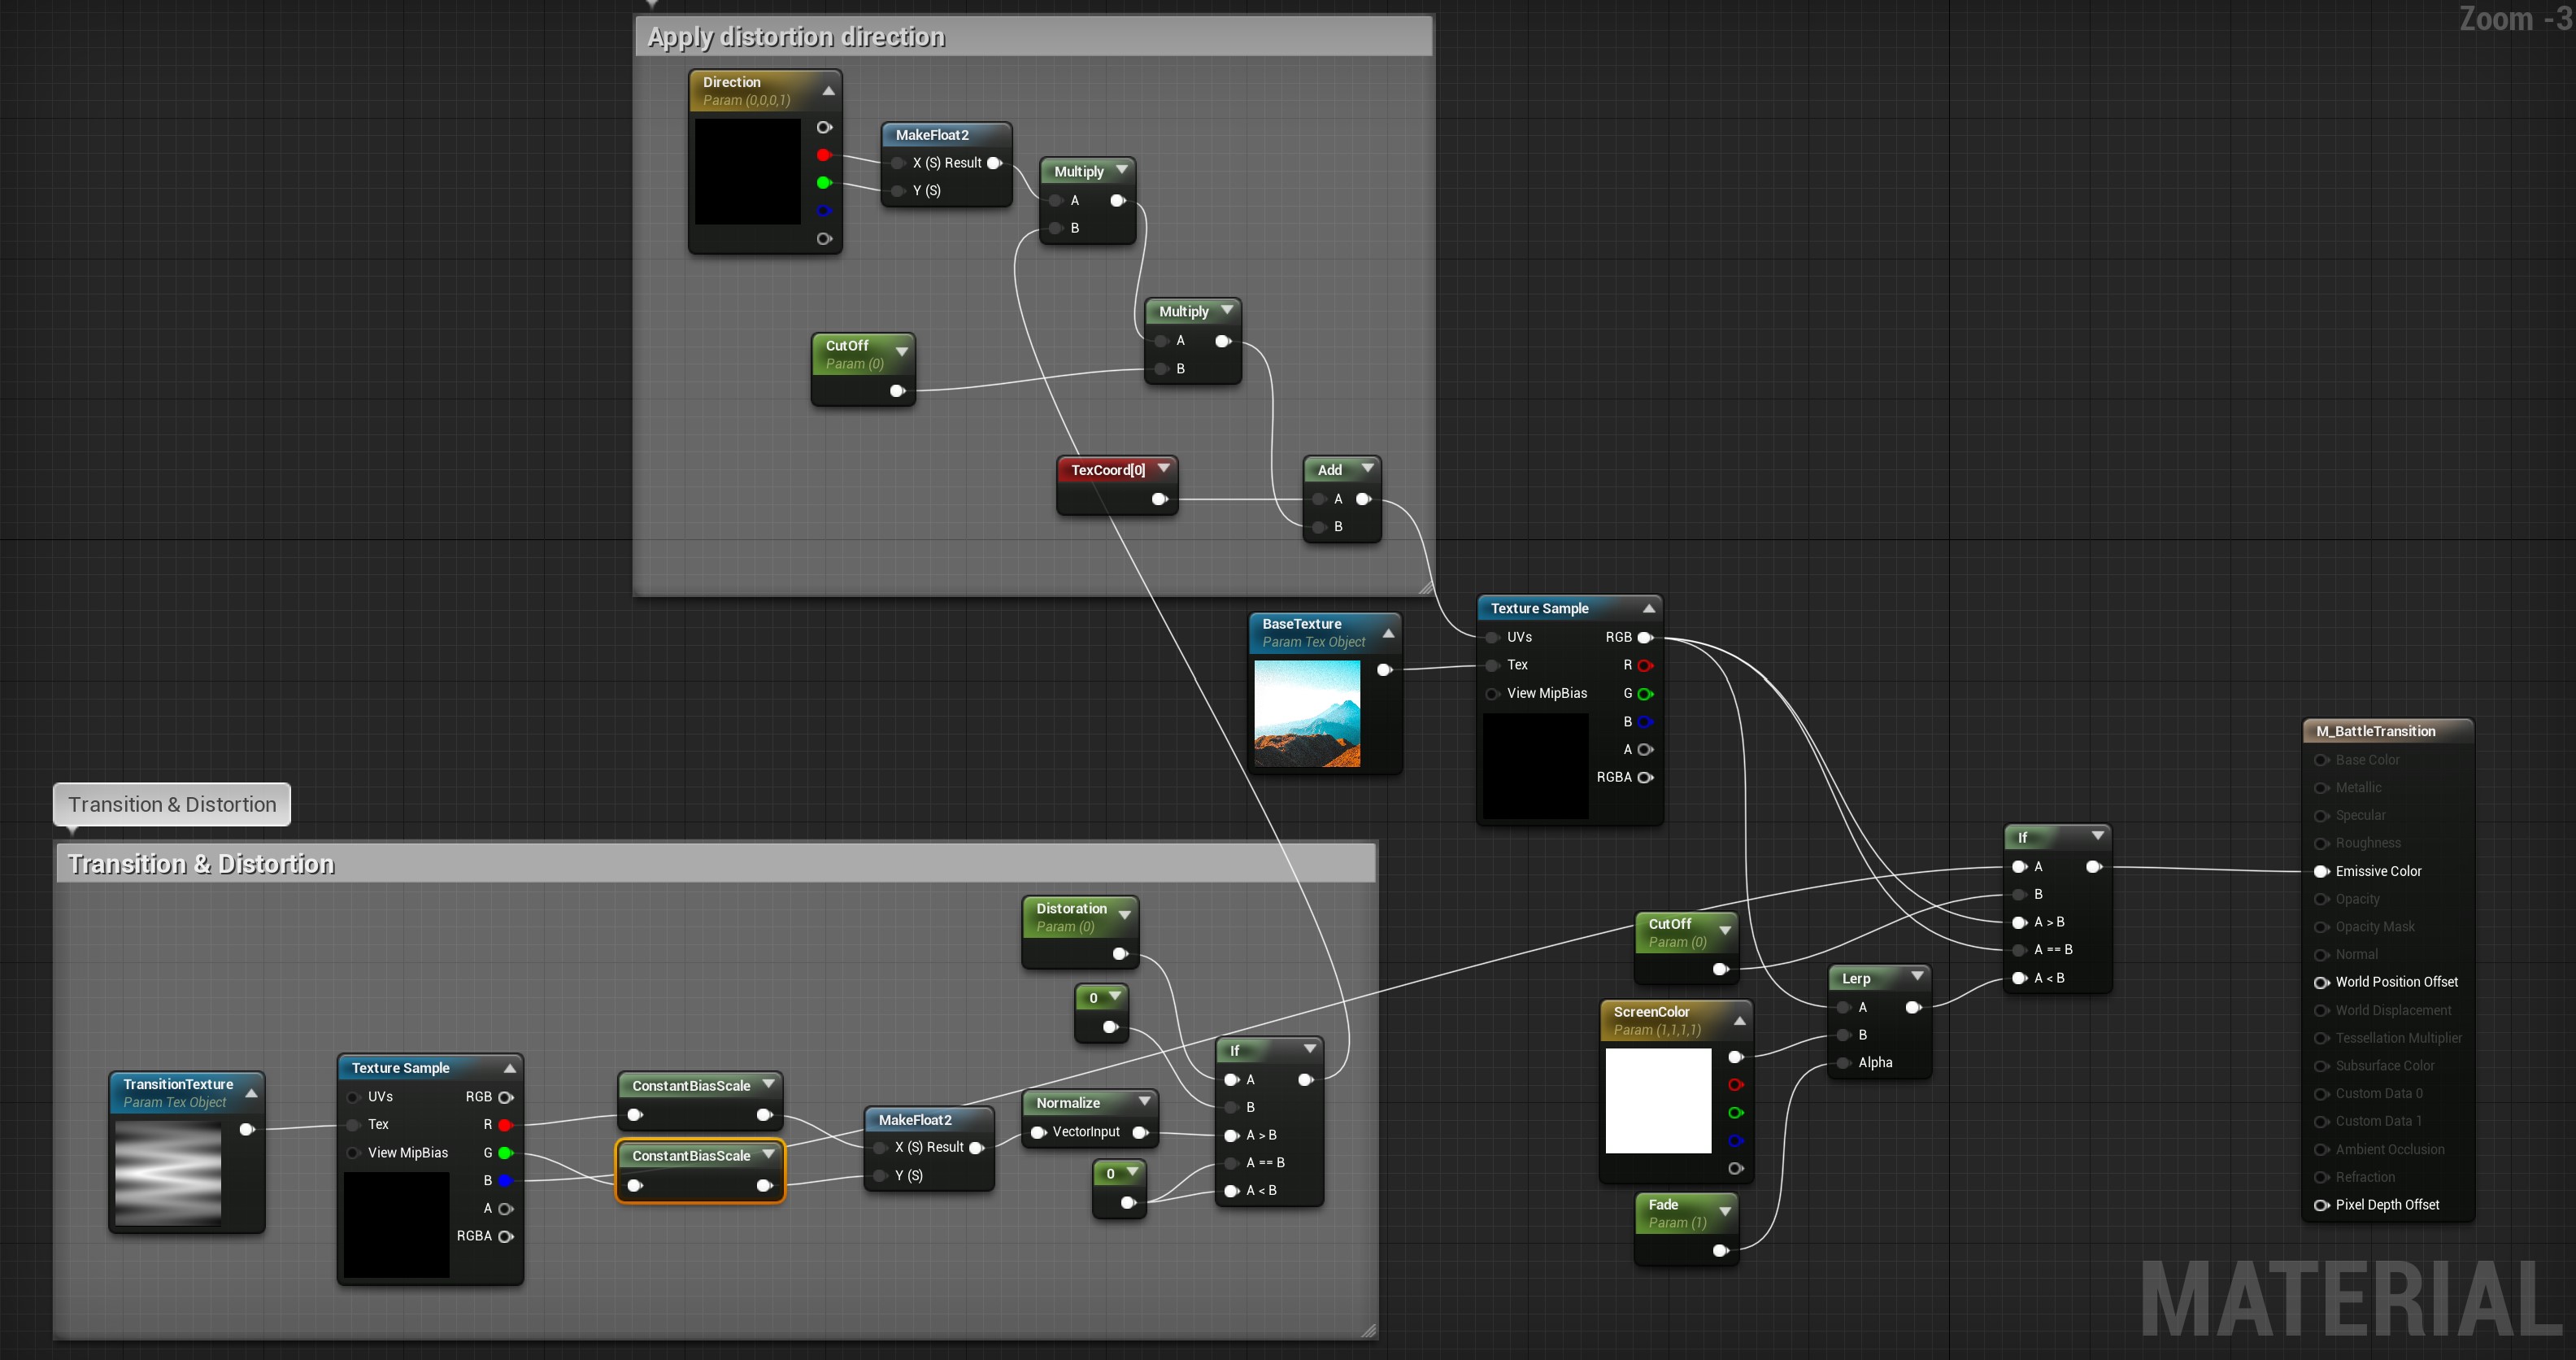 Zoom -3
Apply distortion direction
Direction
Param (0,0,0,1)
MakeFloat2
X (S) Result
Y (S)
Multiply
A
B
Multiply
A
B
CutOff
Param (0)
TexCoord[0]
Add
A
B
BaseTexture
Param Tex Object
Texture Sample
UVs RGB
Tex R
View MipBias G
B
A
RGBA
Transition & Distortion
Transition & Distortion
TransitionTexture
Param Tex Object
Texture Sample
UVs RGB
Tex R
View MipBias G
B
A
RGBA
ConstantBiasScale
ConstantBiasScale
MakeFloat2
X (S) Result
Y (S)
Distoration
Param (0)
0
Normalize
VectorInput
0
If
A
B
A > B
A == B
A < B
CutOff
Param (0)
ScreenColor
Param (1,1,1,1)
Fade
Param (1)
Lerp
A
B
Alpha
If
A
B
A > B
A == B
A < B
M_BattleTransition
Base Color
Metallic
Specular
Roughness
Emissive Color
Opacity
Opacity Mask
Normal
World Position Offset
World Displacement
Tessellation Multiplier
Subsurface Color
Custom Data 0
Custom Data 1
Ambient Occlusion
Refraction
Pixel Depth Offset
MATERIAL